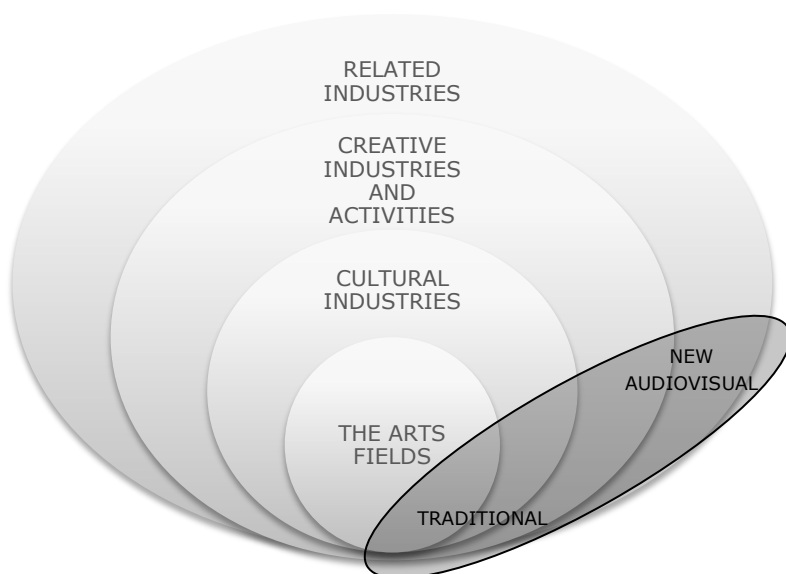 RELATED
INDUSTRIES
CREATIVE
INDUSTRIES
AND
ACTIVITIES
CULTURAL
INDUSTRIES
NEW
AUDIOVISUAL
THE ARTS
FIELDS
TRADITIONAL